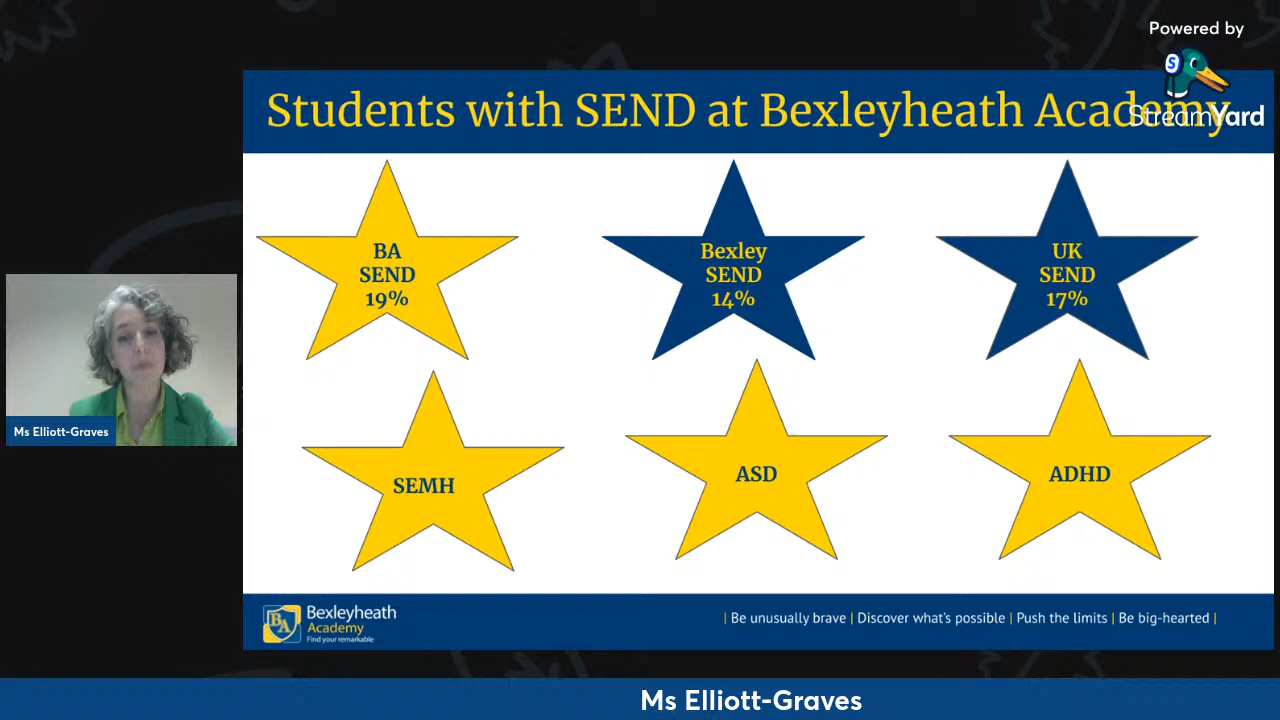 Powered by
StreamYard
Students with SEND at Bexleyheath Academy
BA
SEND
19%
Bexley
SEND
14%
UK
SEND
17%
SEMH
ASD
ADHD
Ms Elliott-Graves
BA
Bexleyheath
Academy
Find your remarkable
| Be unusually brave | Discover what's possible | Push the limits | Be big-hearted |
Ms Elliott-Graves